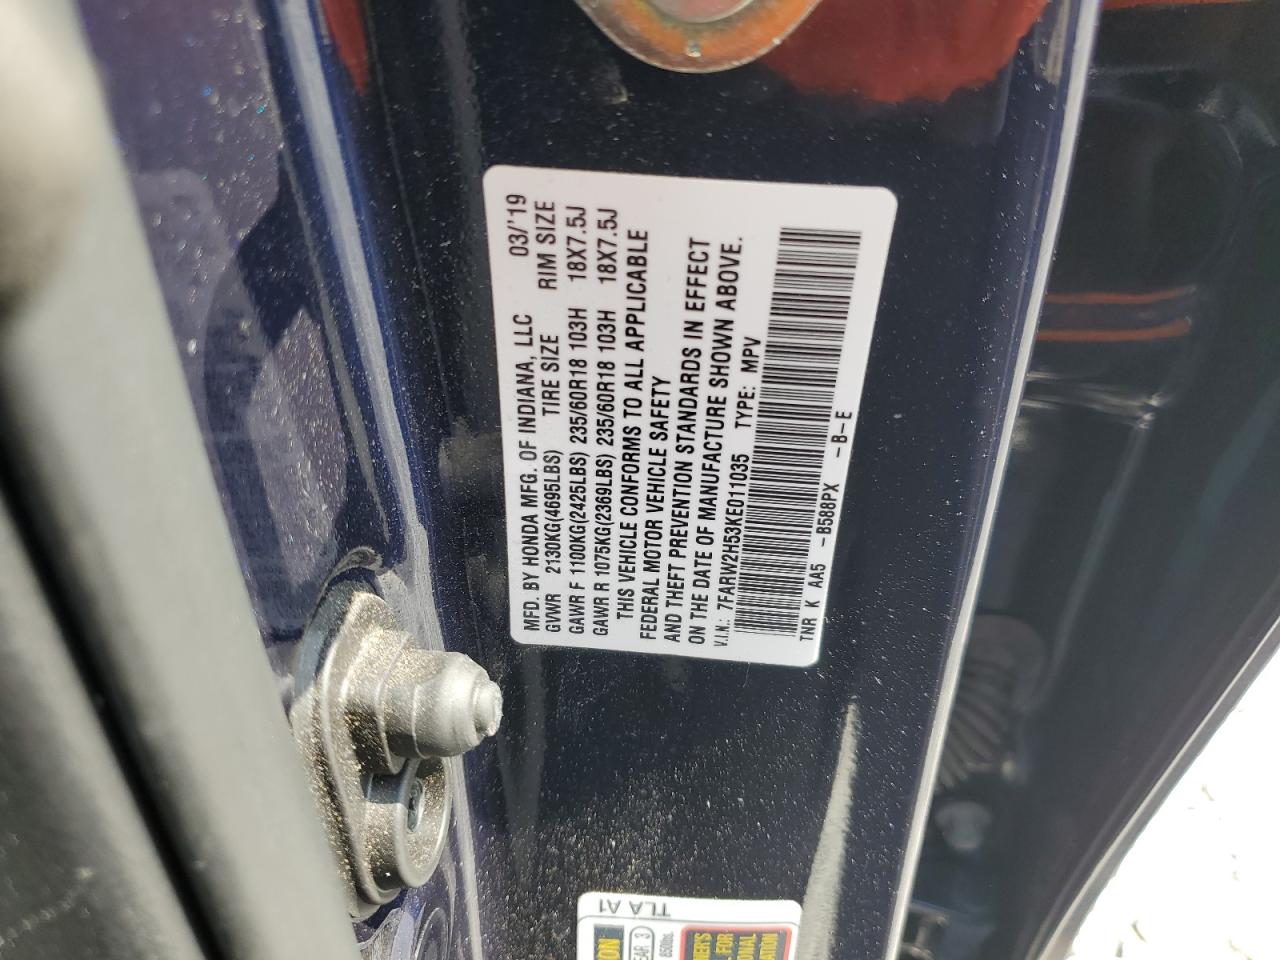 MFD. BY HONDA MFG. OF INDIANA, LLC 03/'19
GVWR 2130KG(4695LBS) TIRE SIZE RIM SIZE
GAWR F 1100KG(2425LBS) 235/60R18 103H 18X7.5J
GAWR R 1075KG(2369LBS) 235/60R18 103H 18X7.5J
THIS VEHICLE CONFORMS TO ALL APPLICABLE
FEDERAL MOTOR VEHICLE SAFETY
AND THEFT PREVENTION STANDARDS IN EFFECT
ON THE DATE OF MANUFACTURE SHOWN ABOVE.
V.I.N.: 7FARW2H53KE011035 TYPE: MPV
TNR K AA5 -B588PX -B-E
TLA A1